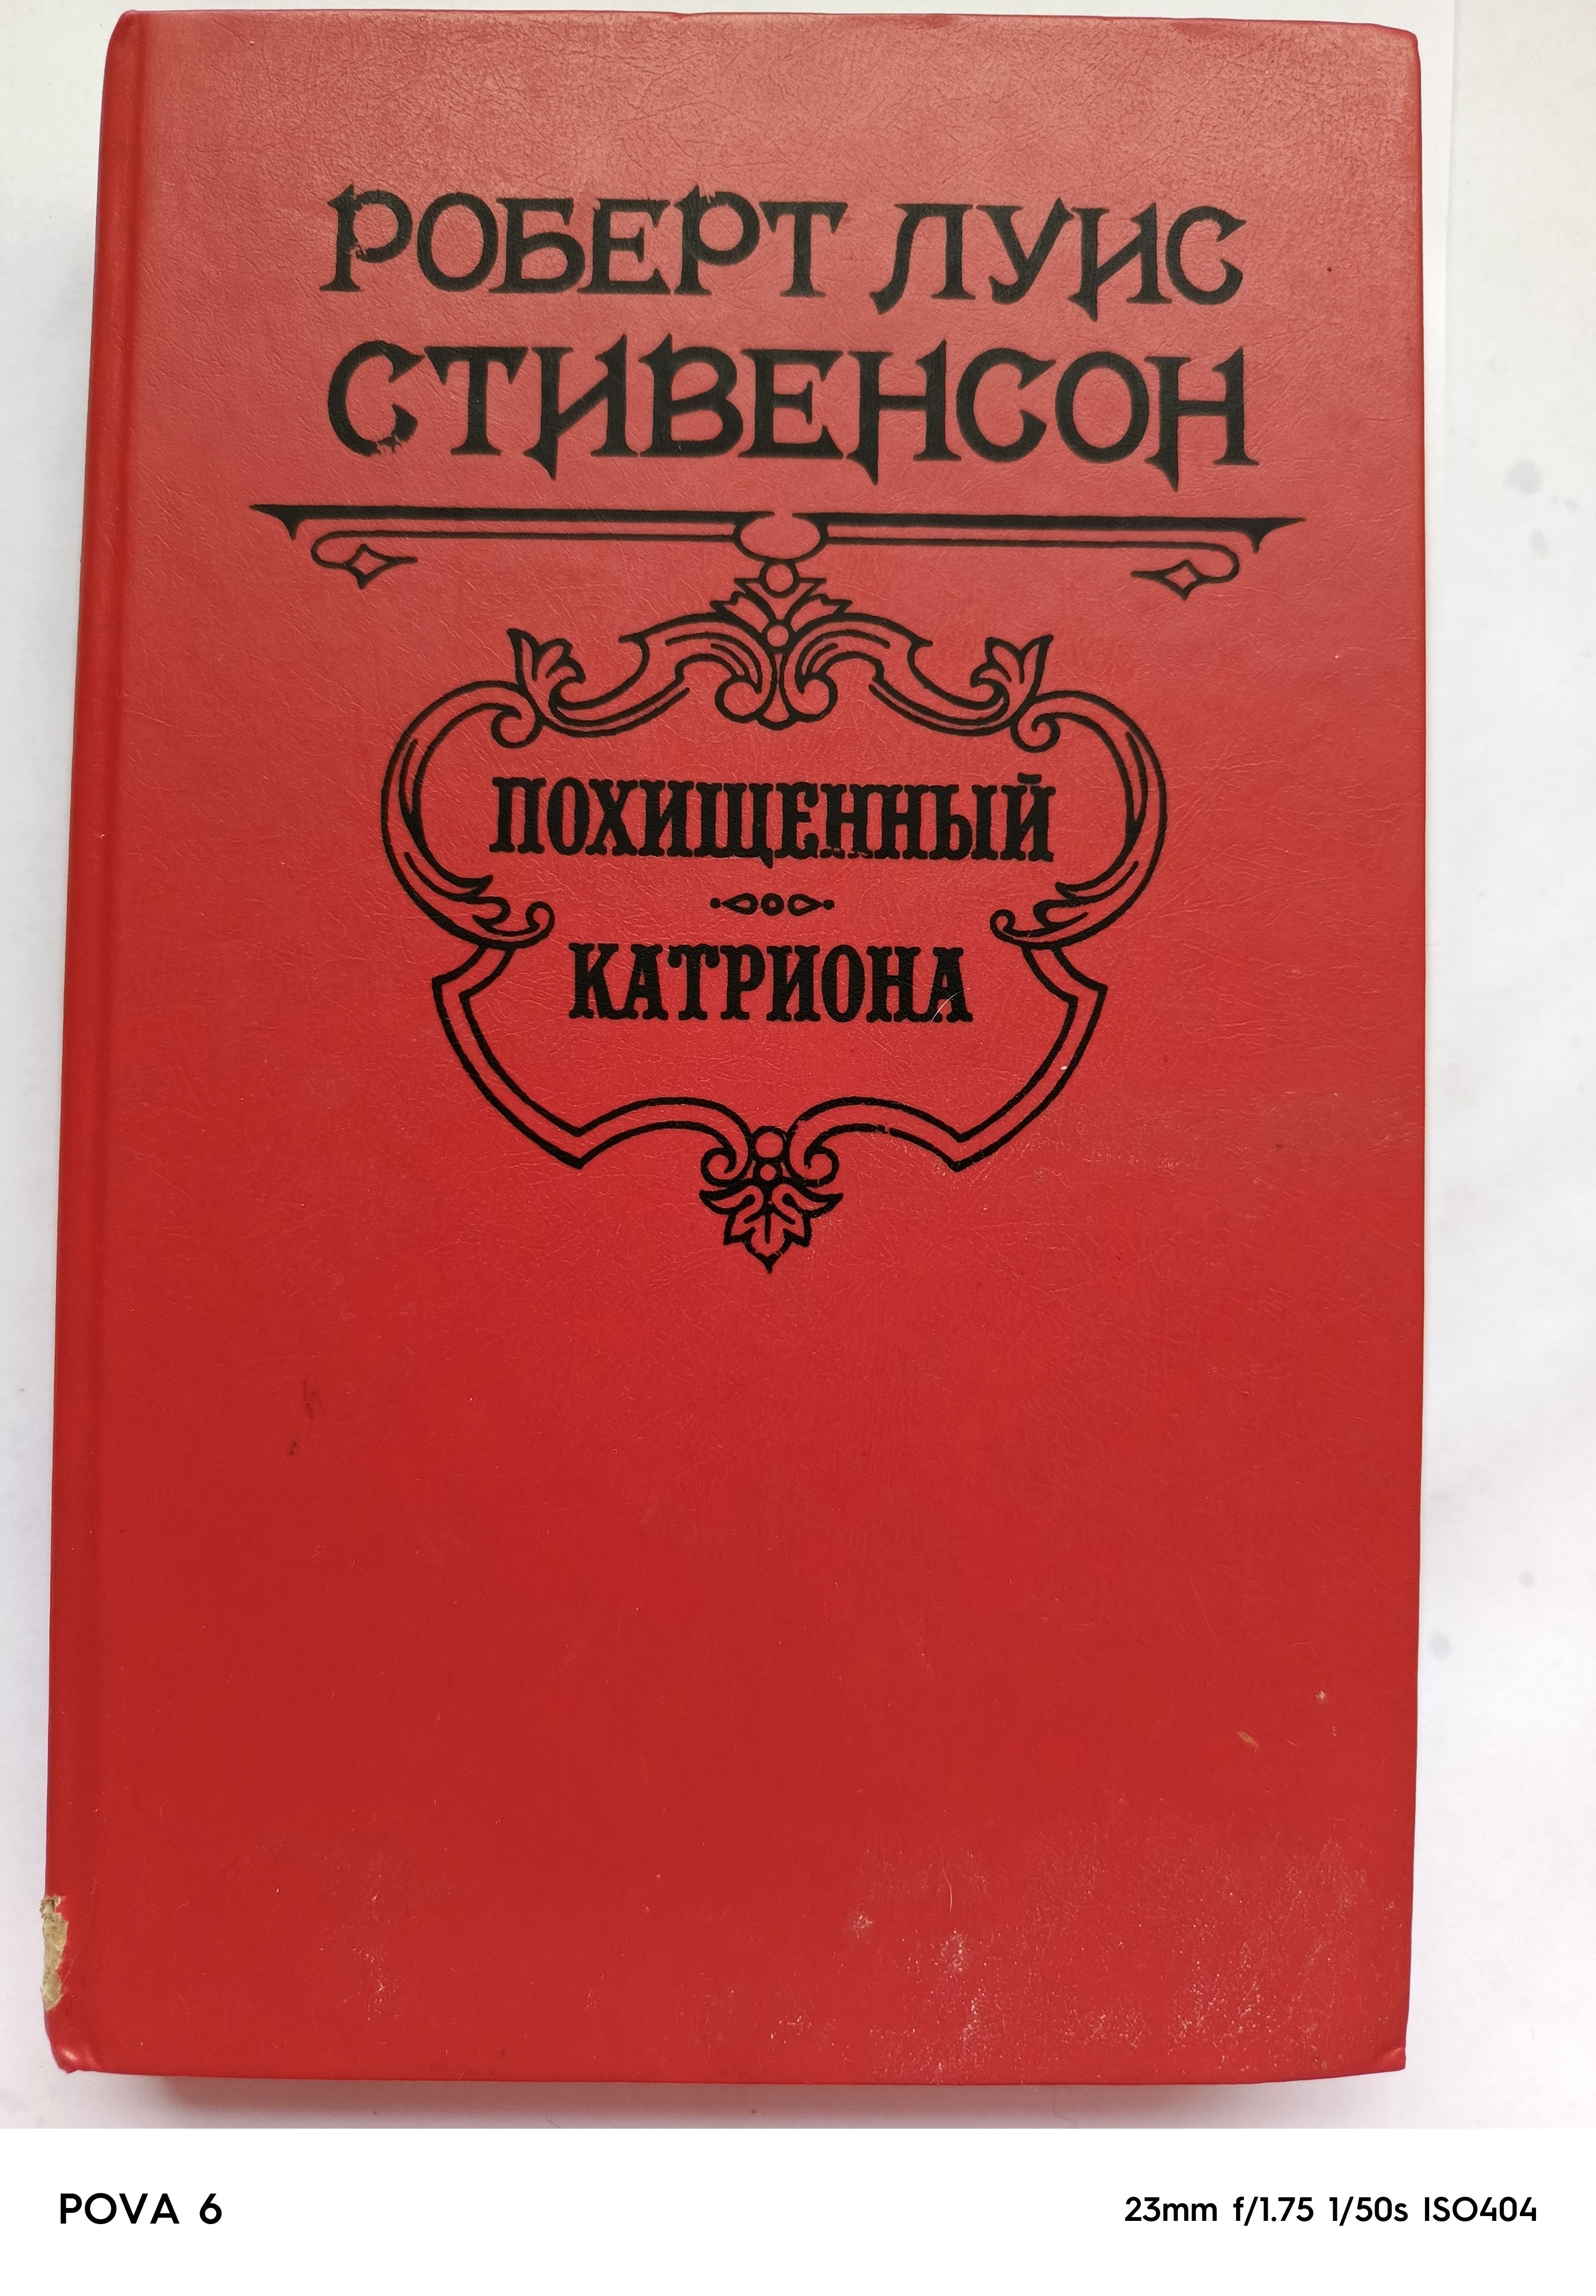 РОБЕРТ ЛУИС
СТИВЕНСОН
ПОХИЩЕННЫЙ
КАТРИОНА
POVA 6
23mm f/1.75 1/50s ISO404